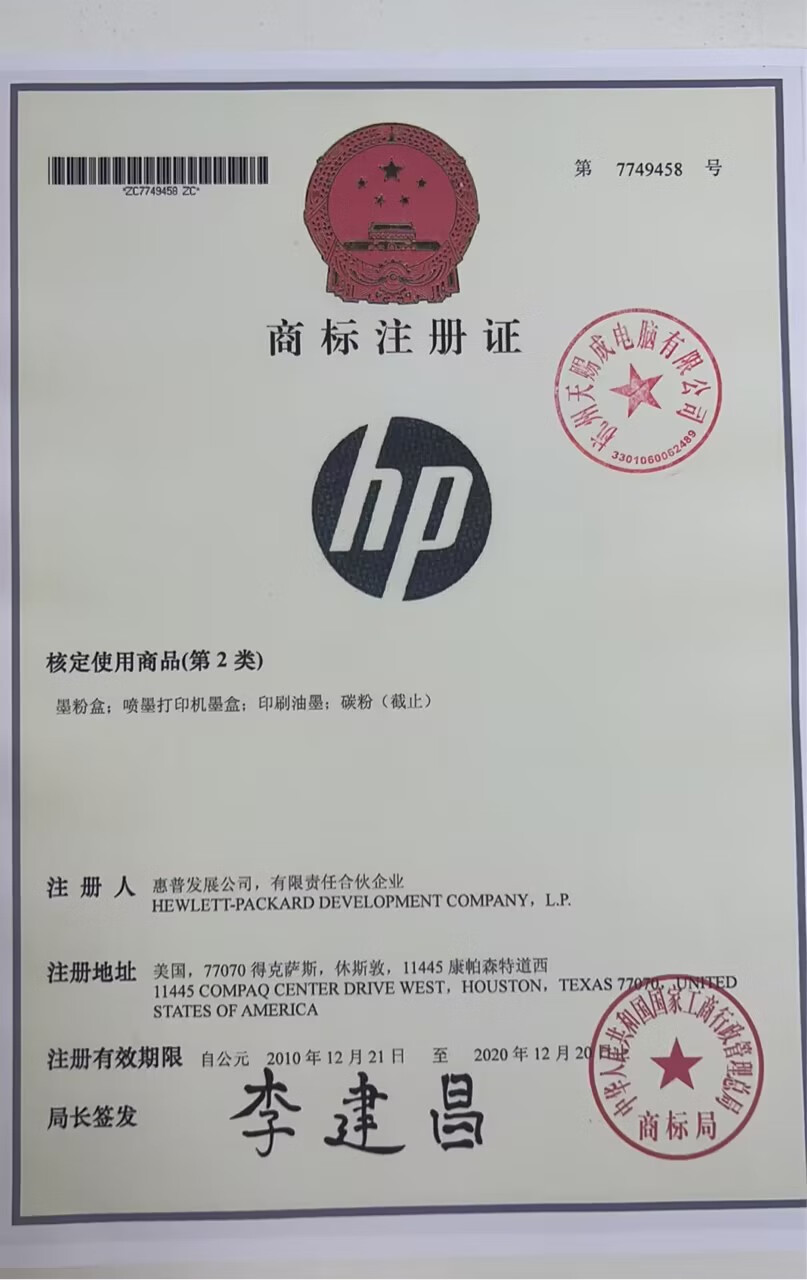 *ZC7749458 ZC*
第 7749458 号
商标注册证
杭州天赐成电脑有限公司
3301060062489
hp
核定使用商品(第 2 类)
墨粉盒；喷墨打印机墨盒；印刷油墨；碳粉（截止）
注 册 人 惠普发展公司，有限责任合伙企业
HEWLETT-PACKARD DEVELOPMENT COMPANY，L.P.
注册地址 美国，77070 得克萨斯，休斯敦，11445 康帕森特道西
11445 COMPAQ CENTER DRIVE WEST，HOUSTON，TEXAS 77070，UNITED
STATES OF AMERICA
注册有效期限 自公元 2010 年 12 月 21 日 至 2020 年 12 月 20 日
局长签发 李建昌
中华人民共和国国家工商行政管理总局
商标局